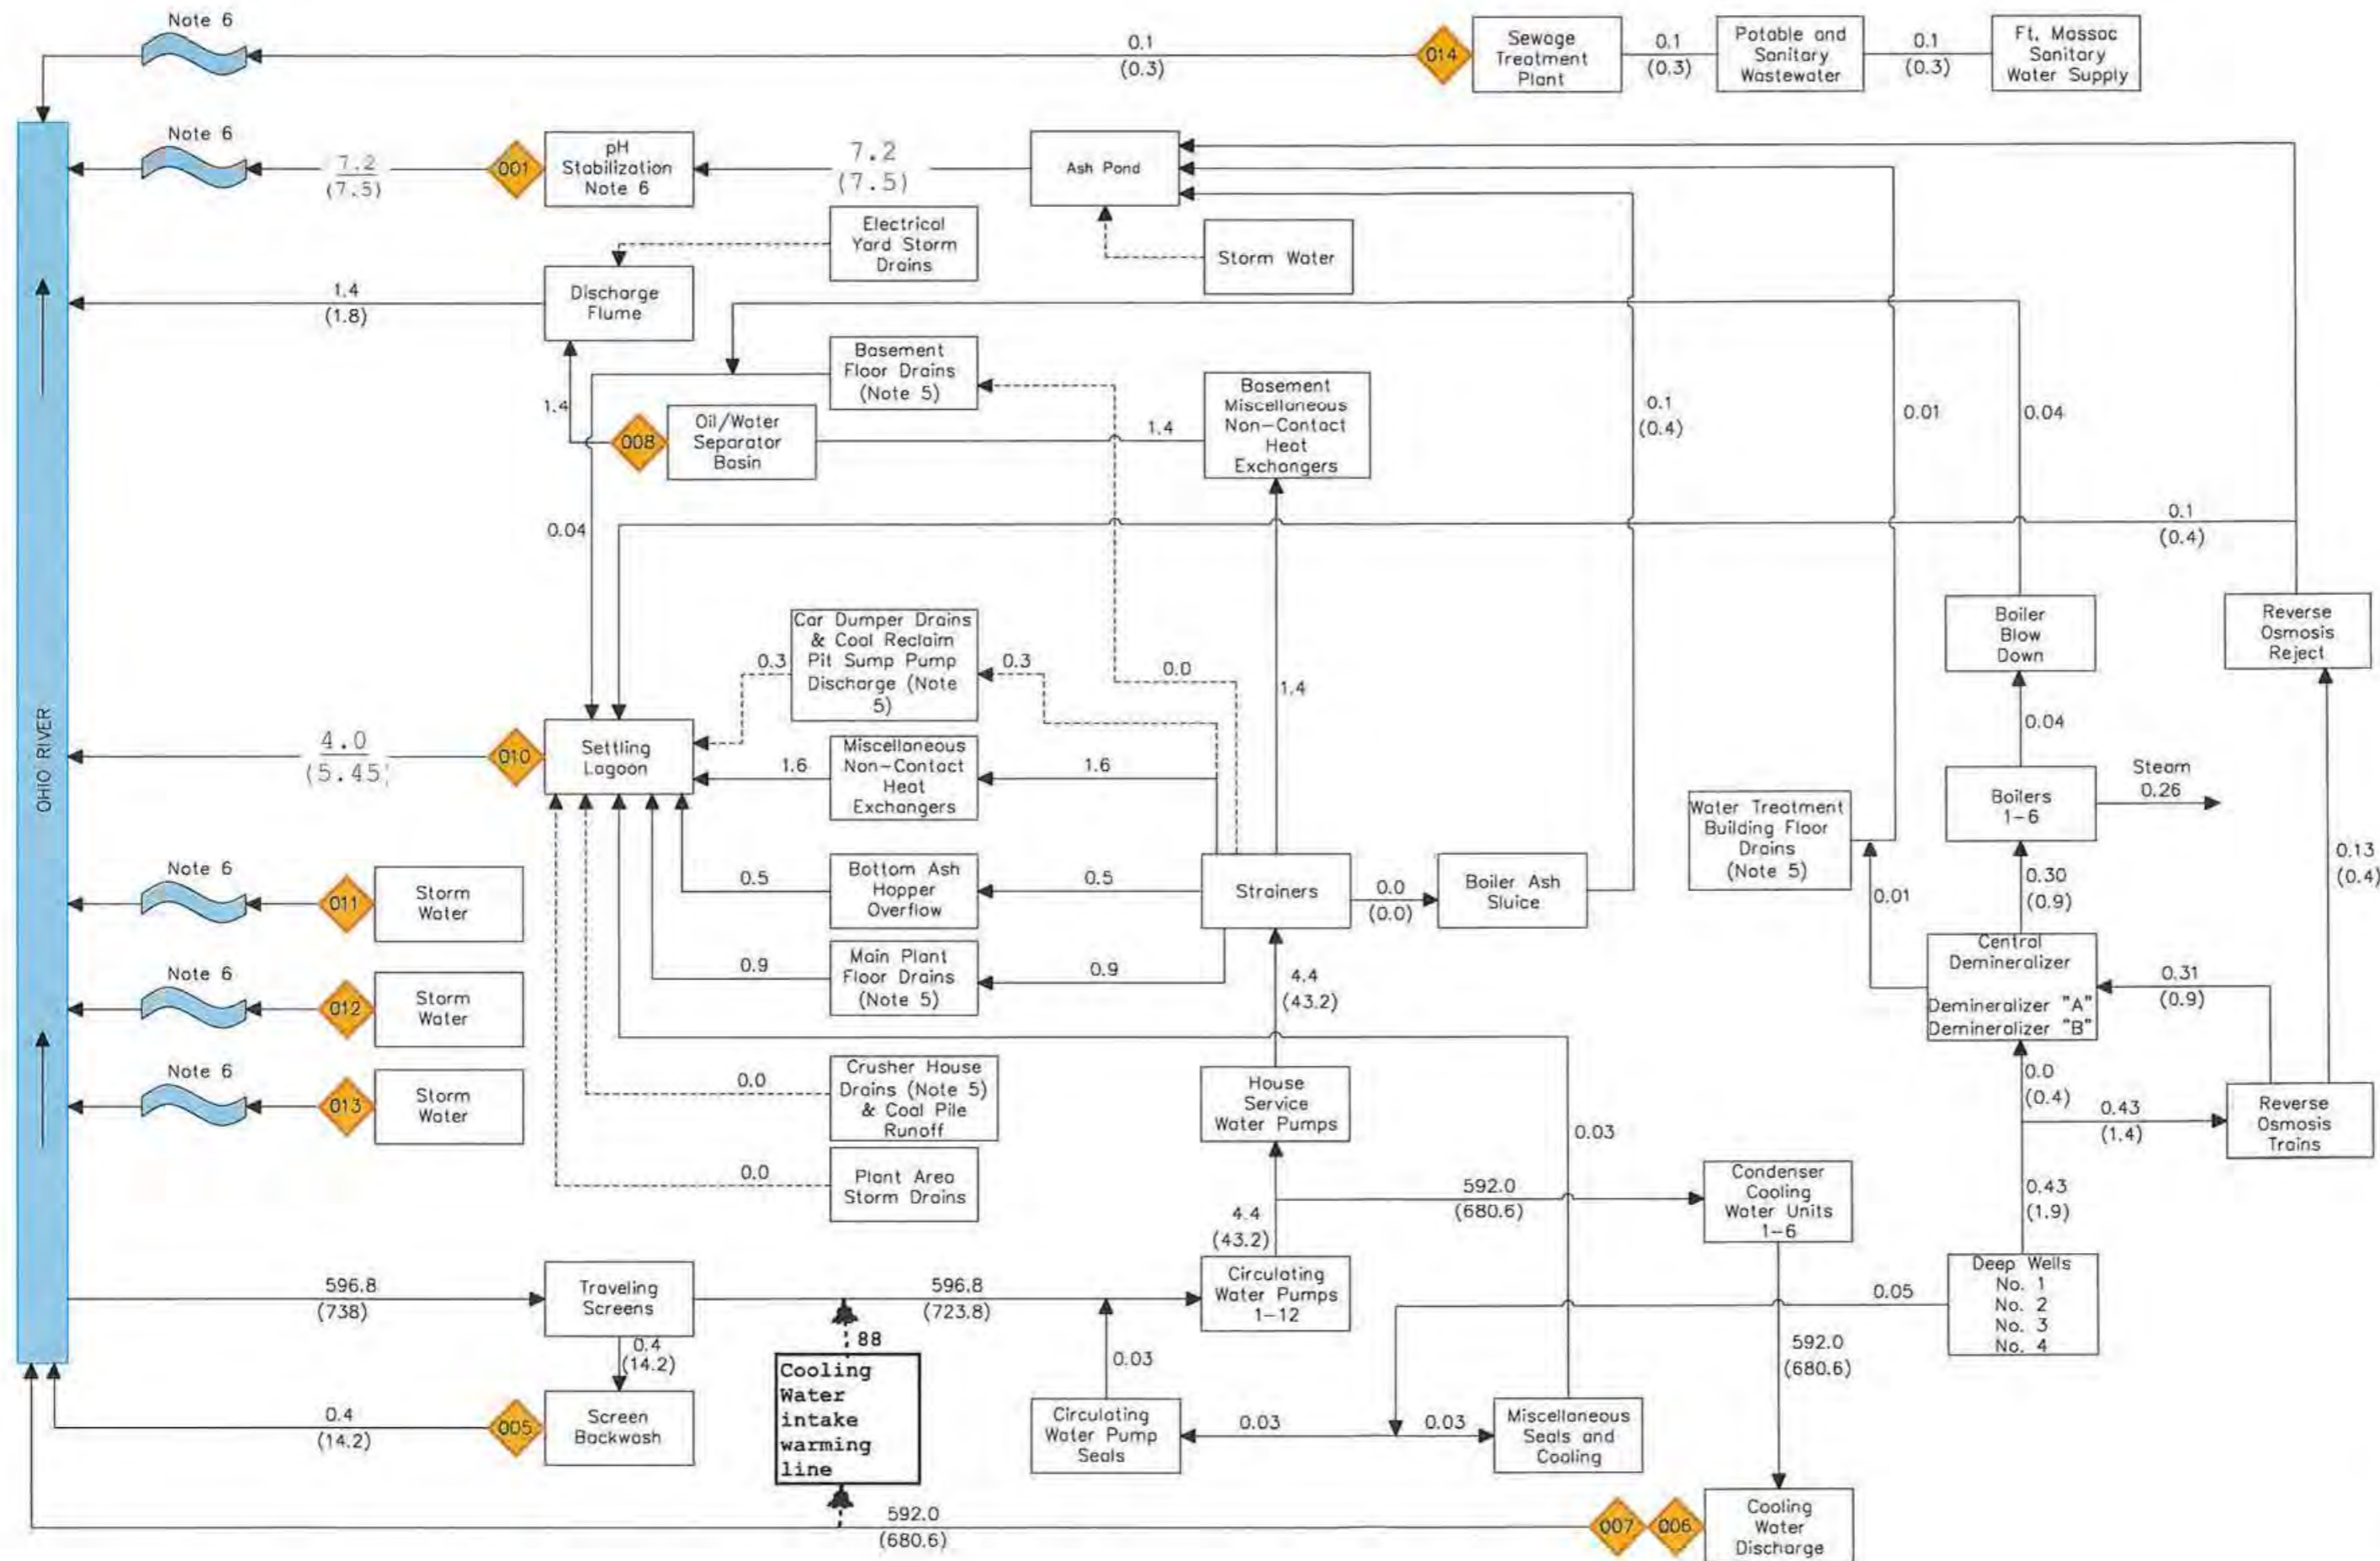 Note 6
0.1
(0.3)
014
Sewage
Treatment
Plant
0.1
(0.3)
Potable and
Sanitary
Wastewater
0.1
(0.3)
Ft. Massac
Sanitary
Water Supply
Note 6
7.2
(7.5)
001
pH
Stabilization
Note 6
7.2
(7.5)
Ash Pond
Electrical
Yard Storm
Drains
Storm Water
1.4
(1.8)
Discharge
Flume
Basement
Floor Drains
(Note 5)
Basement
Miscellaneous
Non-Contact
Heat
Exchangers
1.4
008
Oil/Water
Separator
Basin
1.4
0.1
(0.4)
0.01
0.04
0.04
0.1
(0.4)
Car Dumper Drains
& Coal Reclaim
Pit Sump Pump
Discharge (Note
5)
0.3
0.3
0.0
1.4
Boiler
Blow
Down
Reverse
Osmosis
Reject
OHIO RIVER
4.0
(5.45)
010
Settling
Lagoon
1.6
Miscellaneous
Non-Contact
Heat
Exchangers
1.6
0.04
Boilers
1-6
Steam
0.26
Water Treatment
Building Floor
Drains
(Note 5)
Note 6
011
Storm
Water
0.5
Bottom Ash
Hopper
Overflow
0.5
Strainers
0.0
(0.0)
Boiler Ash
Sluice
0.01
0.30
(0.9)
0.13
(0.4)
Note 6
012
Storm
Water
0.9
Main Plant
Floor Drains
(Note 5)
0.9
4.4
(43.2)
Central
Demineralizer
Demineralizer "A"
Demineralizer "B"
0.31
(0.9)
Note 6
013
Storm
Water
0.0
Crusher House
Drains (Note 5)
& Coal Pile
Runoff
House
Service
Water Pumps
0.03
0.0
(0.4)
0.43
(1.4)
Reverse
Osmosis
Trains
0.0
Plant Area
Storm Drains
4.4
(43.2)
592.0
(680.6)
Condenser
Cooling
Water Units
1-6
0.43
(1.9)
596.8
(738)
Traveling
Screens
596.8
(723.8)
Circulating
Water Pumps
1-12
0.05
Deep Wells
No. 1
No. 2
No. 3
No. 4
0.4
(14.2)
88
Cooling
Water
intake
warming
line
0.03
592.0
(680.6)
0.4
(14.2)
005
Screen
Backwash
Circulating
Water Pump
Seals
0.03
0.03
Miscellaneous
Seals and
Cooling
592.0
(680.6)
007
006
Cooling
Water
Discharge